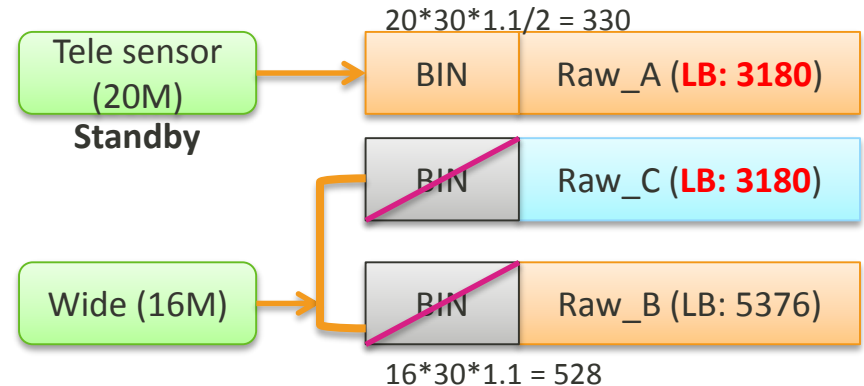 20*30*1.1/2 = 330
Tele sensor
(20M)
Standby
BIN
Raw_A (LB: 3180)
BIN
Raw_C (LB: 3180)
Wide (16M)
BIN
Raw_B (LB: 5376)
16*30*1.1 = 528